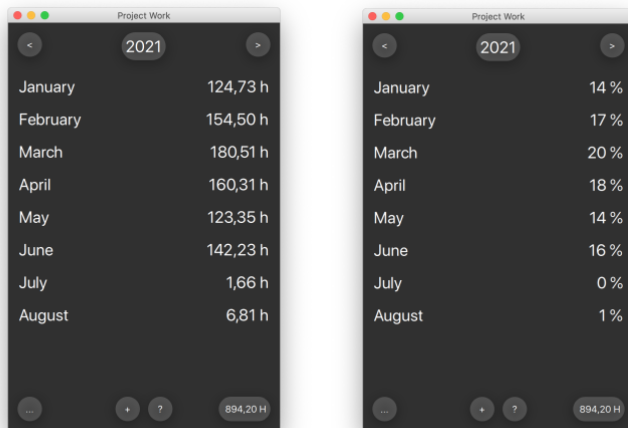 Project Work
< 2021 >
January 124,73 h
February 154,50 h
March 180,51 h
April 160,31 h
May 123,35 h
June 142,23 h
July 1,66 h
August 6,81 h
... + ? 894,20 H
Project Work
< 2021 >
January 14 %
February 17 %
March 20 %
April 18 %
May 14 %
June 16 %
July 0 %
August 1 %
... + ? 894,20 H